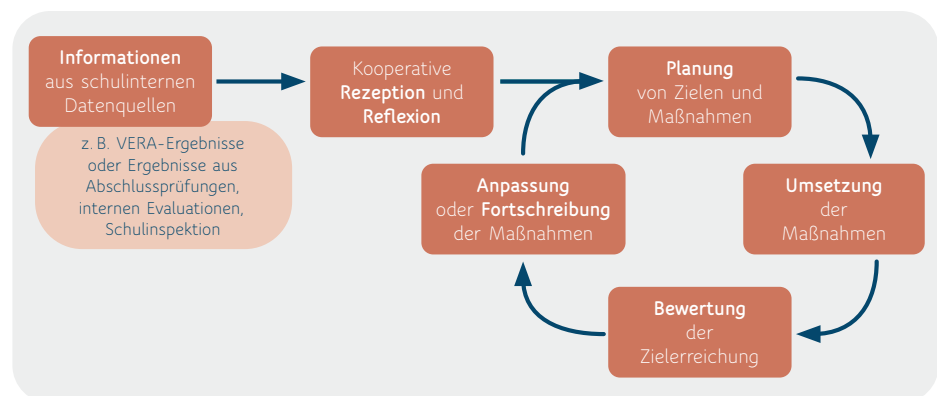 Informationen
aus schulinternen
Datenquellen
z. B. VERA-Ergebnisse
oder Ergebnisse aus
Abschlussprüfungen,
internen Evaluationen,
Schulinspektion
Kooperative
Rezeption und
Reflexion
Planung
von Zielen und
Maßnahmen
Umsetzung
der
Maßnahmen
Bewertung
der
Zielerreichung
Anpassung
oder Fortschreibung
der Maßnahmen